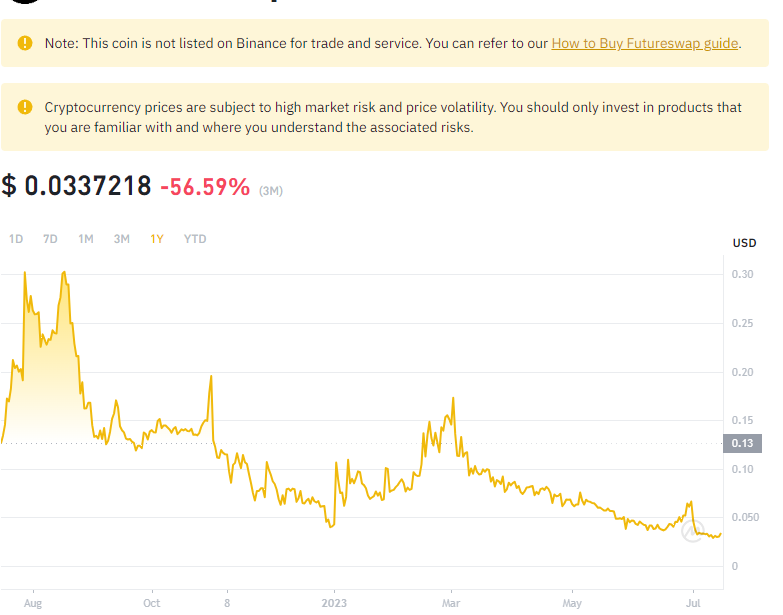 Note: This coin is not listed on Binance for trade and service. You can refer to our How to Buy Futureswap guide.
Cryptocurrency prices are subject to high market risk and price volatility. You should only invest in products that
you are familiar with and where you understand the associated risks.
$ 0.0337218 -56.59% (3M)
1D 7D 1M 3M 1Y YTD
USD
0.30
0.25
0.20
0.15
0.13
0.10
0.050
0
Aug Oct 8 2023 Mar May Jul